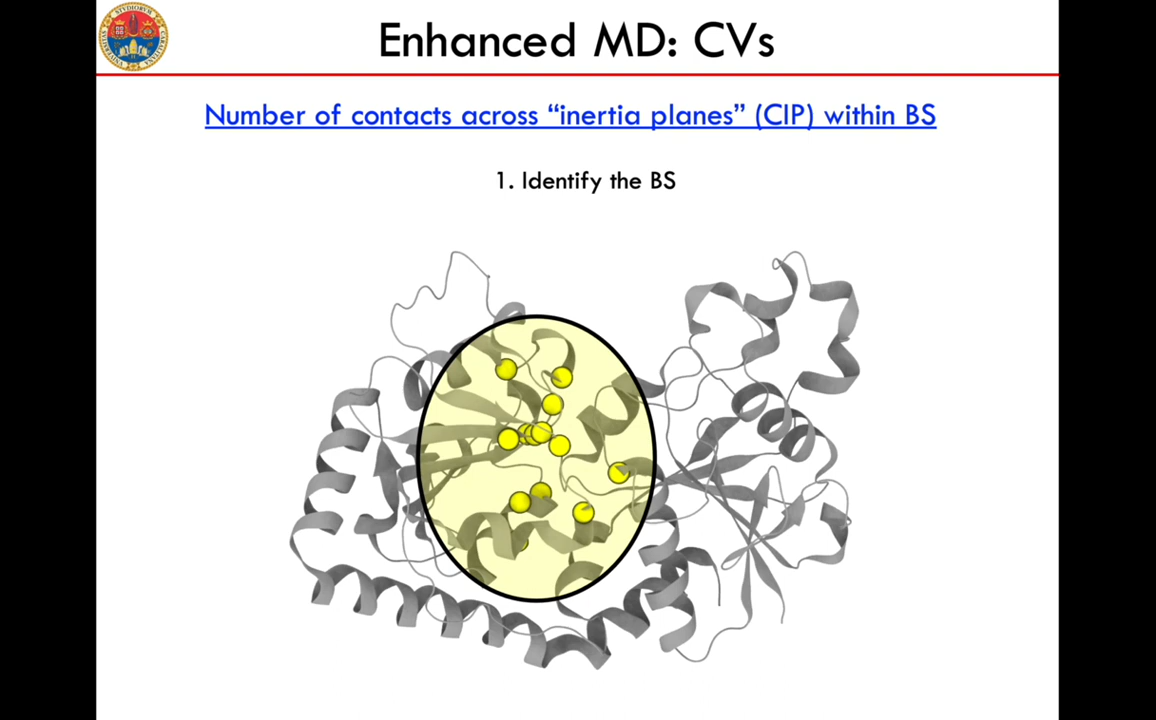 Enhanced MD: CVs
Number of contacts across “inertia planes” (CIP) within BS
1. Identify the BS